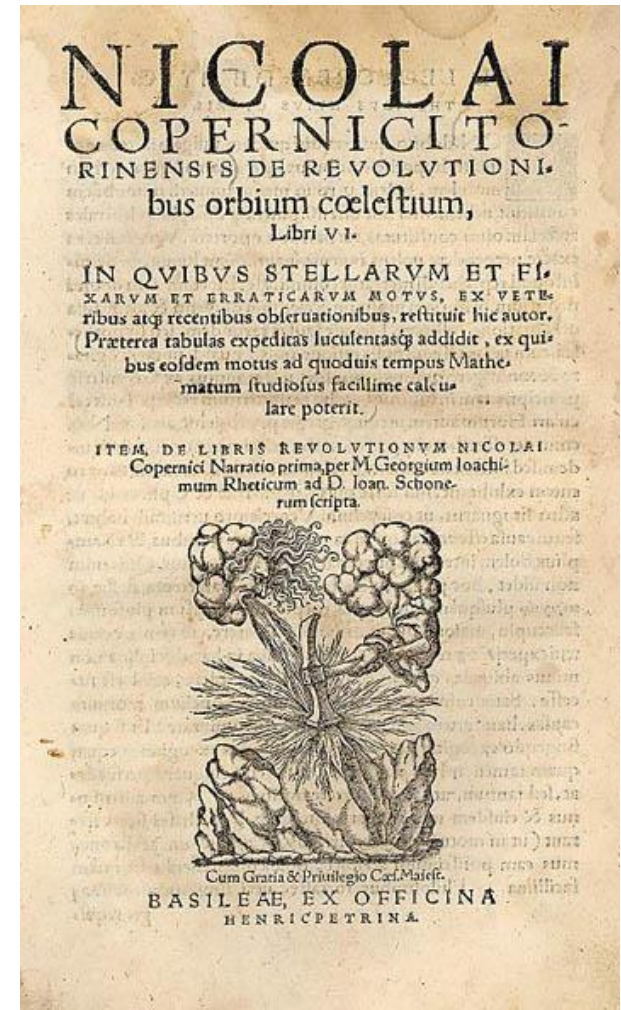 NICOLAI
COPERNICI TO-
RINENSIS DE REVOLVTIONI-
bus orbium cœleſtium,
Libri VI.
IN QVIBVS STELLARVM ET FI-
XARVM ET ERRATICARVM MOTVS, EX VETE-
ribus atqꝫ recentibus obſeruationibus, reſtituit hic autor.
Præterea tabulas expeditas luculentasqꝫ addidit, ex qui-
bus eoſdem motus ad quoduis tempus Mathe-
matum ſtudioſus facillime calcu-
lare poterit.
ITEM, DE LIBRIS REVOLVTIONVM NICOLAI
Copernici Narratio prima, per M. Georgium Ioachi-
mum Rheticum ad D. Ioan. Schone-
rum ſcripta.
Cum Gratia & Priuilegio Cæſ. Maieſt.
BASILEAE, EX OFFICINA
HENRICPETRINA.